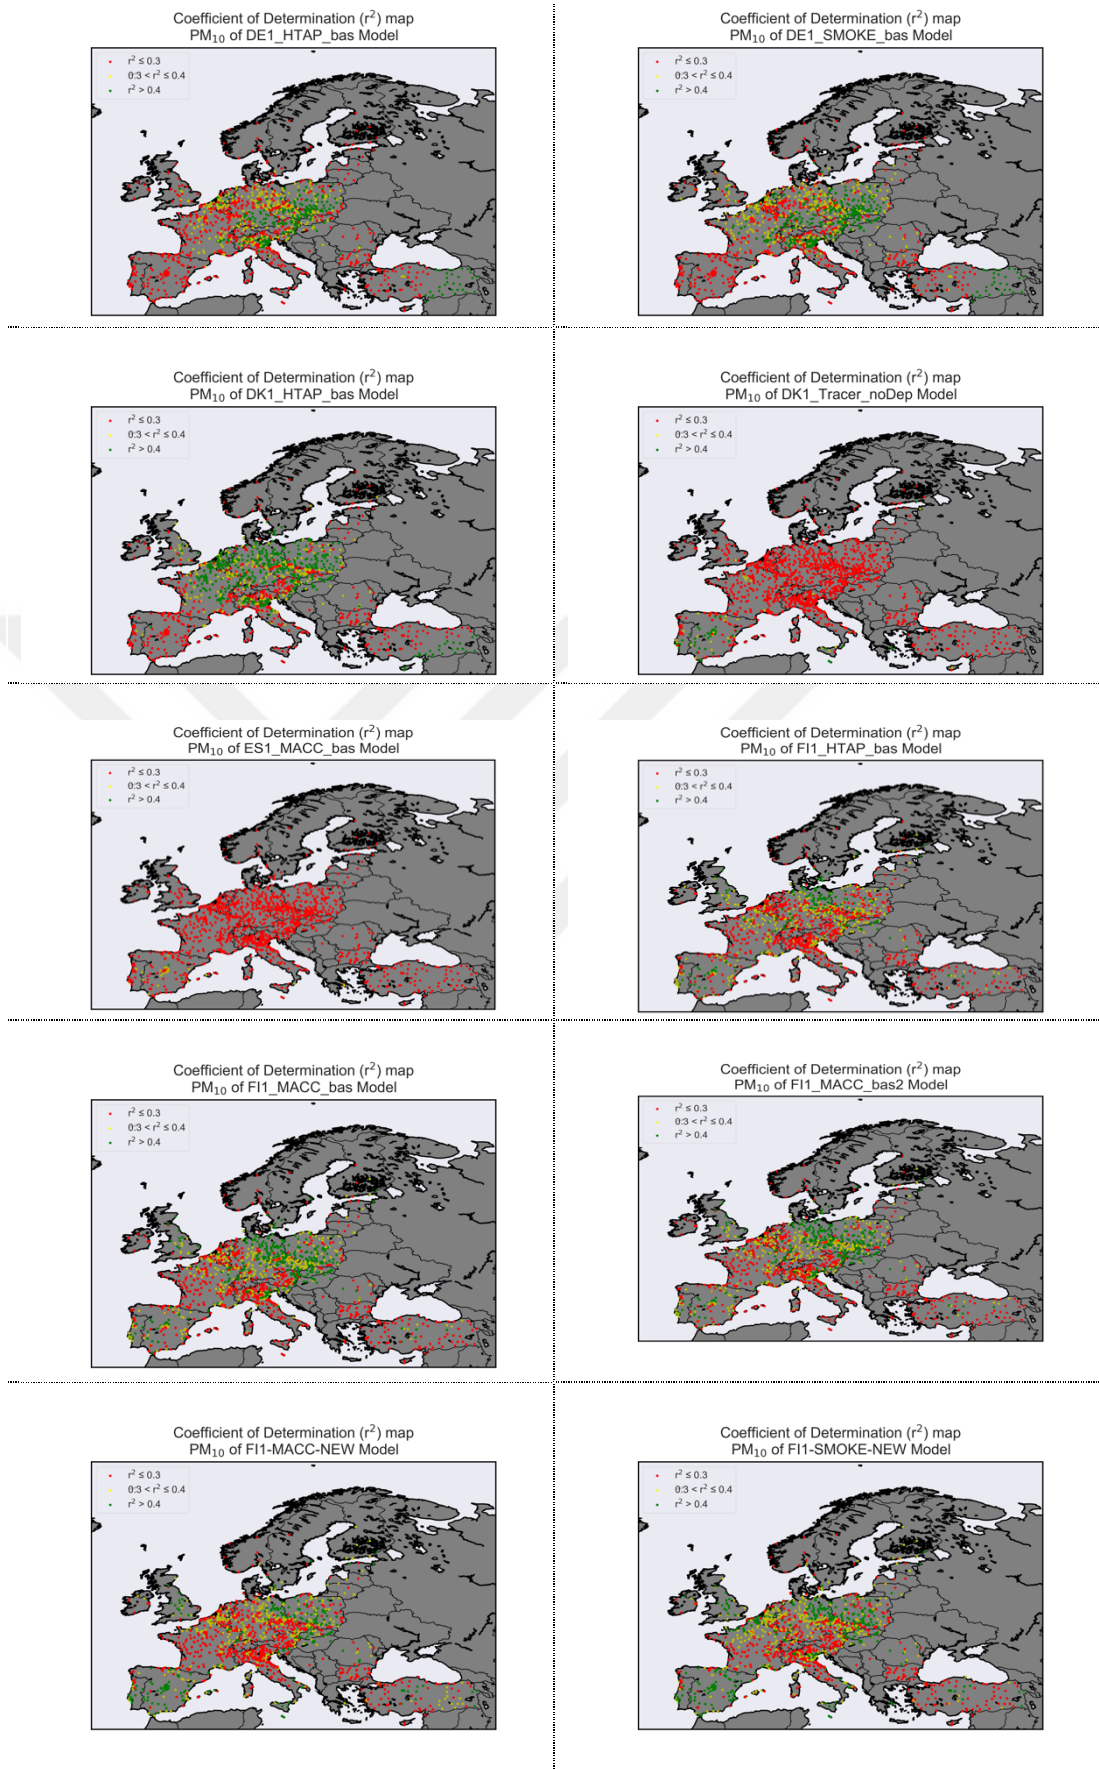 Coefficient of Determination (r²) map
PM₁₀ of DE1_HTAP_bas Model
r² ≤ 0.3
0.3 < r² ≤ 0.4
r² > 0.4
Coefficient of Determination (r²) map
PM₁₀ of DE1_SMOKE_bas Model
r² ≤ 0.3
0.3 < r² ≤ 0.4
r² > 0.4
Coefficient of Determination (r²) map
PM₁₀ of DK1_HTAP_bas Model
r² ≤ 0.3
0.3 < r² ≤ 0.4
r² > 0.4
Coefficient of Determination (r²) map
PM₁₀ of DK1_Tracer_noDep Model
r² ≤ 0.3
0.3 < r² ≤ 0.4
r² > 0.4
Coefficient of Determination (r²) map
PM₁₀ of ES1_MACC_bas Model
r² ≤ 0.3
0.3 < r² ≤ 0.4
r² > 0.4
Coefficient of Determination (r²) map
PM₁₀ of FI1_HTAP_bas Model
r² ≤ 0.3
0.3 < r² ≤ 0.4
r² > 0.4
Coefficient of Determination (r²) map
PM₁₀ of FI1_MACC_bas Model
r² ≤ 0.3
0.3 < r² ≤ 0.4
r² > 0.4
Coefficient of Determination (r²) map
PM₁₀ of FI1_MACC_bas2 Model
r² ≤ 0.3
0.3 < r² ≤ 0.4
r² > 0.4
Coefficient of Determination (r²) map
PM₁₀ of FI1-MACC-NEW Model
r² ≤ 0.3
0.3 < r² ≤ 0.4
r² > 0.4
Coefficient of Determination (r²) map
PM₁₀ of FI1-SMOKE-NEW Model
r² ≤ 0.3
0.3 < r² ≤ 0.4
r² > 0.4